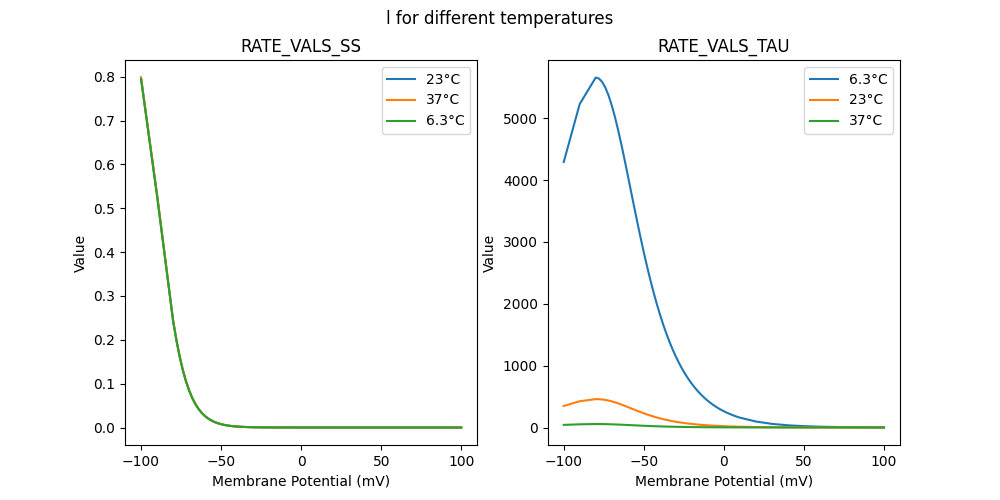 l for different temperatures
RATE_VALS_SS
RATE_VALS_TAU
23°C
37°C
6.3°C
6.3°C
23°C
37°C
0.8
0.7
0.6
0.5
0.4
0.3
0.2
0.1
0.0
Value
−100
−50
0
50
100
Membrane Potential (mV)
5000
4000
3000
2000
1000
0
Value
−100
−50
0
50
100
Membrane Potential (mV)